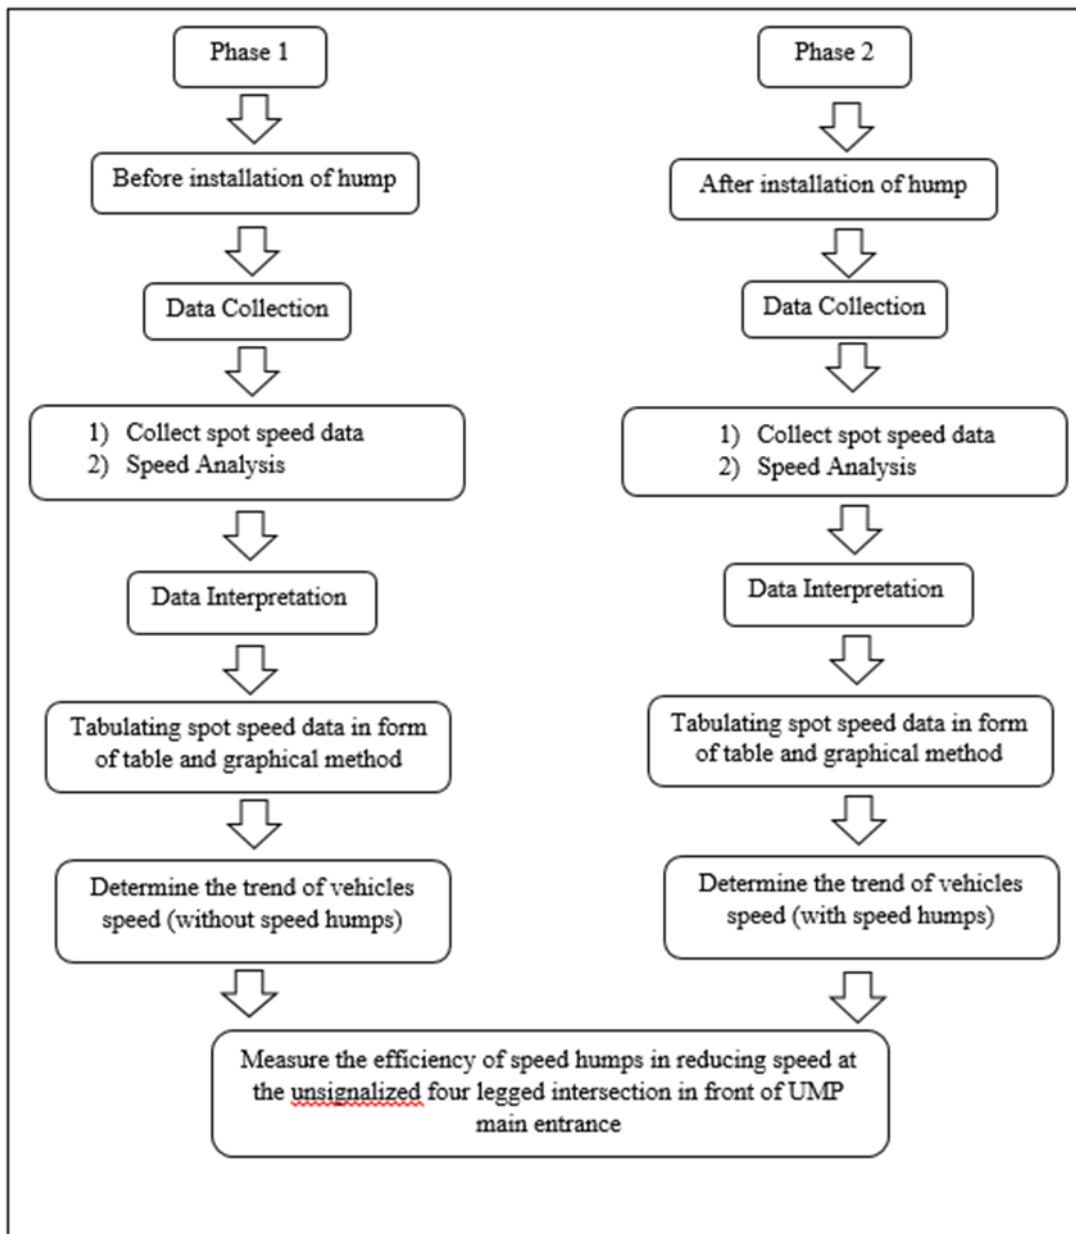 Phase 1
Before installation of hump
Data Collection
1) Collect spot speed data
2) Speed Analysis
Data Interpretation
Tabulating spot speed data in form
of table and graphical method
Determine the trend of vehicles
speed (without speed humps)
Phase 2
After installation of hump
Data Collection
1) Collect spot speed data
2) Speed Analysis
Data Interpretation
Tabulating spot speed data in form
of table and graphical method
Determine the trend of vehicles
speed (with speed humps)
Measure the efficiency of speed humps in reducing speed at
the unsignalized four legged intersection in front of UMP
main entrance